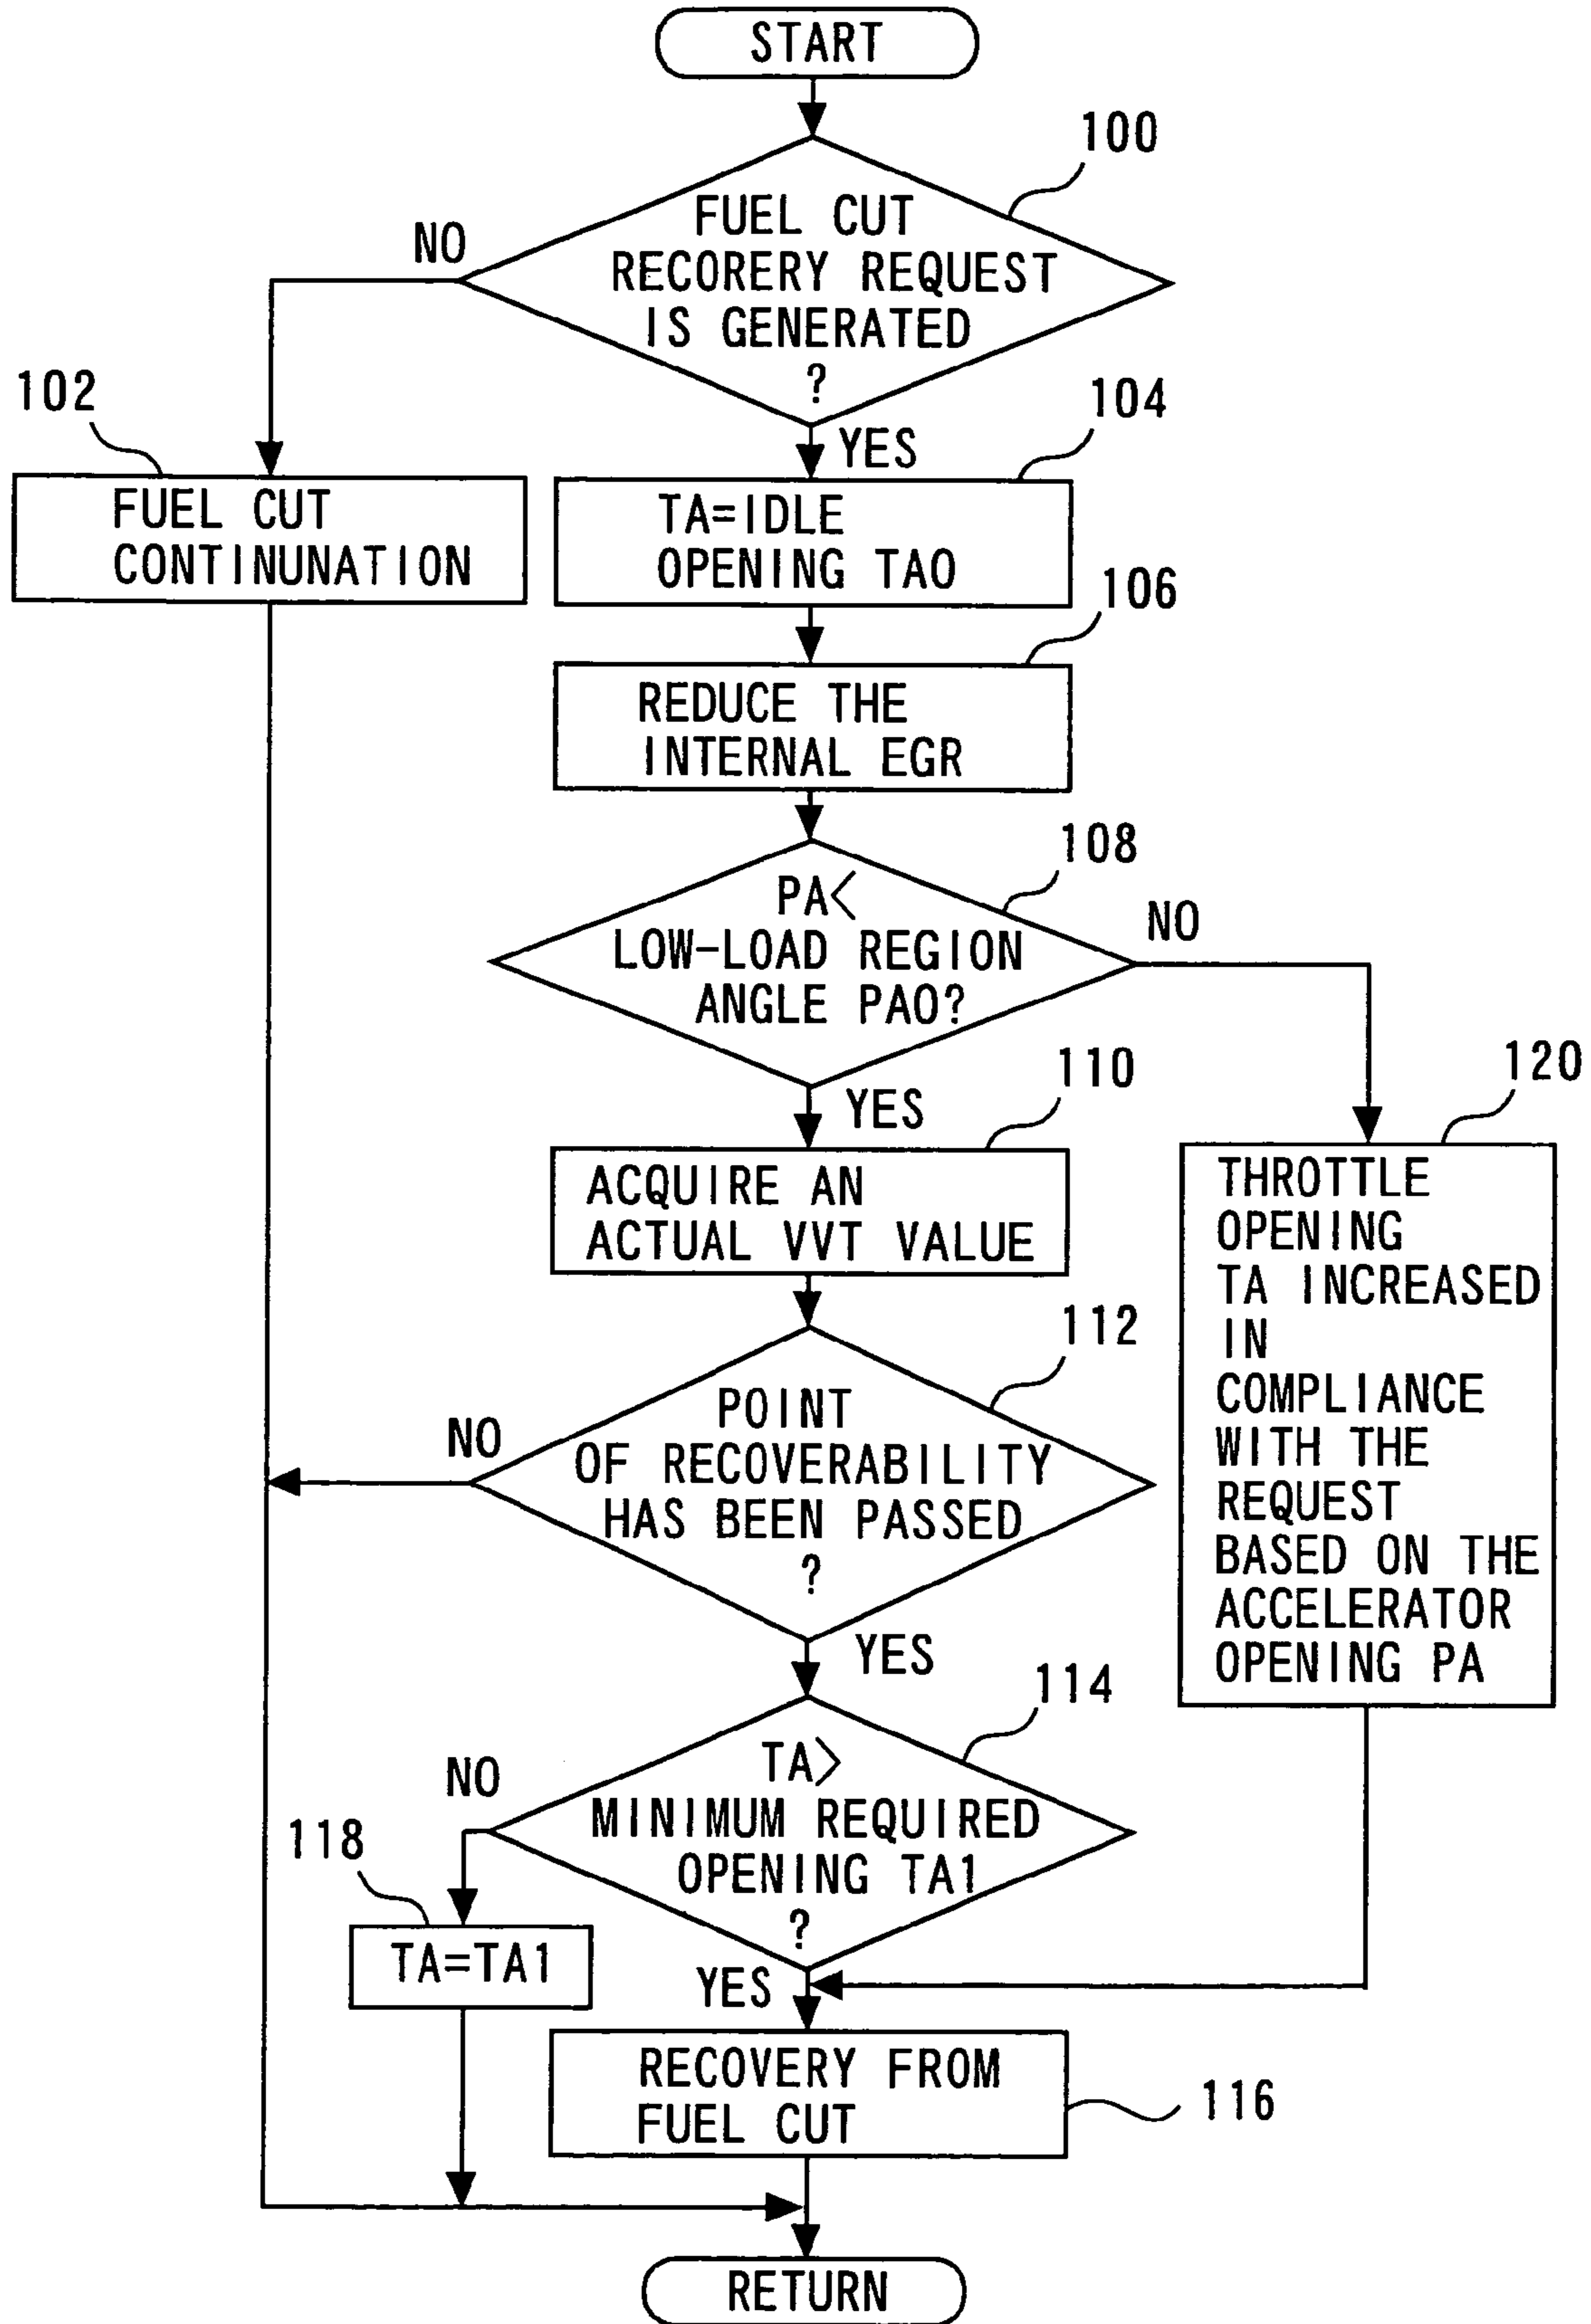 START
100
FUEL CUT
RECORERY REQUEST
IS GENERATED
?
NO
YES
102
FUEL CUT
CONTINUNATION
104
TA=IDLE
OPENING TA0
106
REDUCE THE
INTERNAL EGR
108
PA<
LOW-LOAD REGION
ANGLE PA0?
NO
YES
110
ACQUIRE AN
ACTUAL VVT VALUE
120
THROTTLE
OPENING
TA INCREASED
IN
COMPLIANCE
WITH THE
REQUEST
BASED ON THE
ACCELERATOR
OPENING PA
112
POINT
OF RECOVERABILITY
HAS BEEN PASSED
?
NO
YES
114
TA>
MINIMUM REQUIRED
OPENING TA1
?
NO
YES
118
TA=TA1
RECOVERY FROM
FUEL CUT
116
RETURN